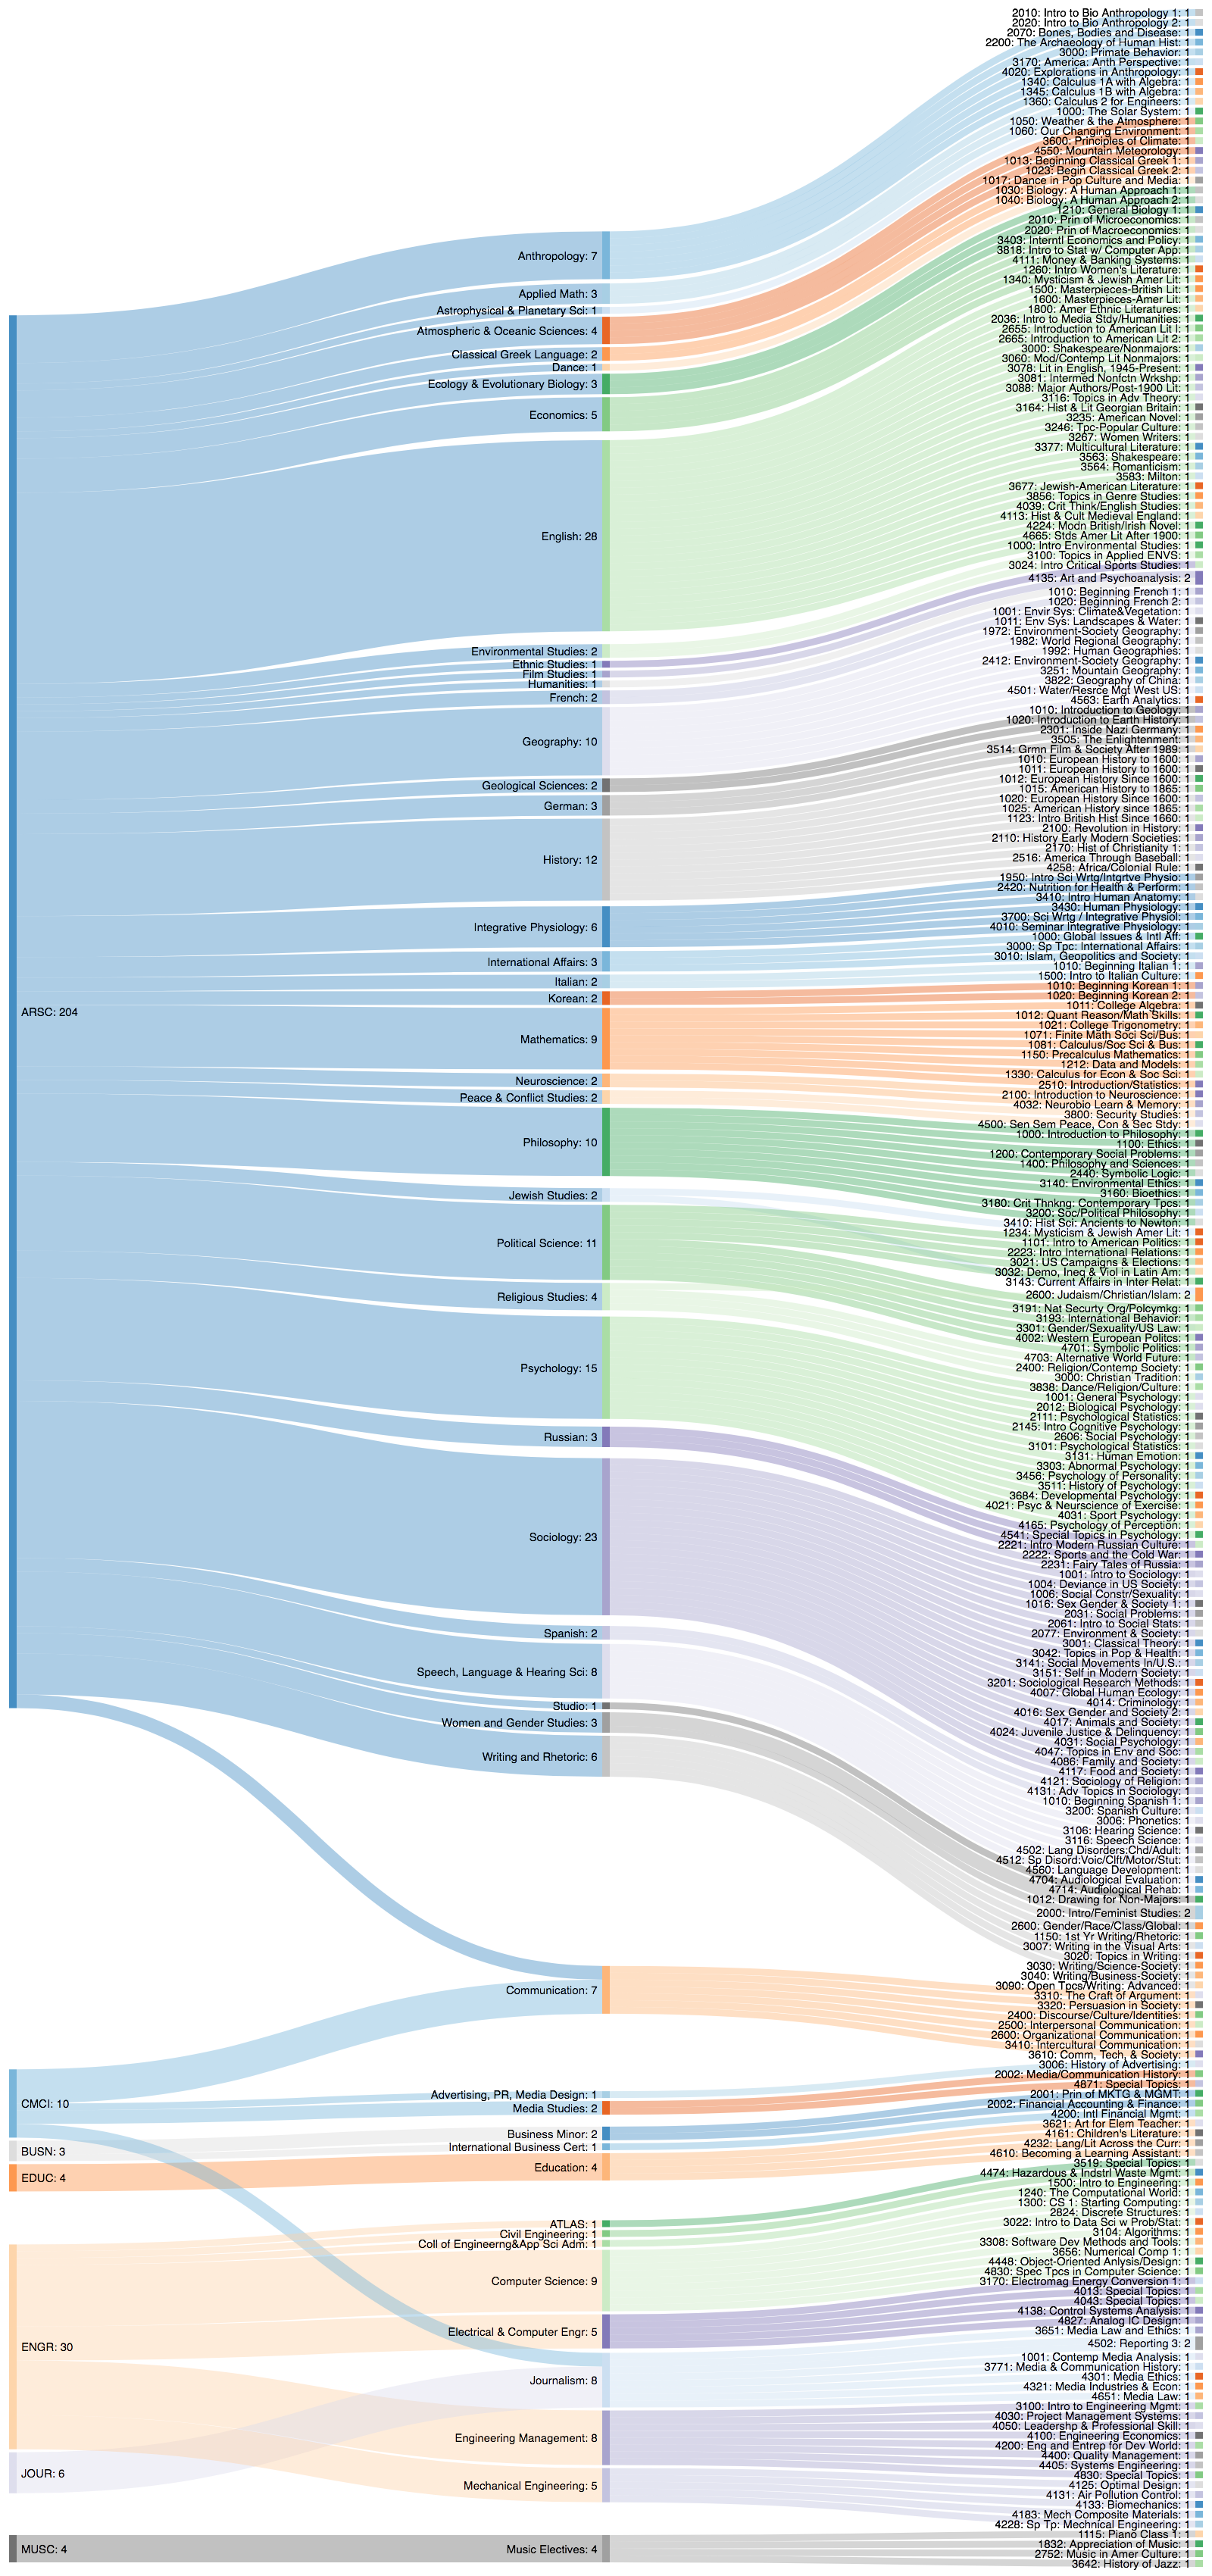 ARSC: 204
CMCI: 10
BUSN: 3
EDUC: 4
ENGR: 30
JOUR: 6
MUSC: 4
Anthropology: 7
Applied Math: 3
Astrophysical & Planetary Sci: 1
Atmospheric & Oceanic Sciences: 4
Classical Greek Language: 2
Dance: 1
Ecology & Evolutionary Biology: 3
Economics: 5
English: 28
Environmental Studies: 2
Ethnic Studies: 1
Film Studies: 1
Humanities: 1
French: 2
Geography: 10
Geological Sciences: 2
German: 3
History: 12
Integrative Physiology: 6
International Affairs: 3
Italian: 2
Korean: 2
Mathematics: 9
Neuroscience: 2
Peace & Conflict Studies: 2
Philosophy: 10
Jewish Studies: 2
Political Science: 11
Religious Studies: 4
Psychology: 15
Russian: 3
Sociology: 23
Spanish: 2
Speech, Language & Hearing Sci: 8
Studio: 1
Women and Gender Studies: 3
Writing and Rhetoric: 6
Communication: 7
Advertising, PR, Media Design: 1
Media Studies: 2
Business Minor: 2
International Business Cert: 1
Education: 4
ATLAS: 1
Civil Engineering: 1
Coll of Engineerng&App Sci Adm: 1
Computer Science: 9
Electrical & Computer Engr: 5
Journalism: 8
Engineering Management: 8
Mechanical Engineering: 5
Music Electives: 4
2010: Intro to Bio Anthropology 1: 1
2020: Intro to Bio Anthropology 2: 1
2070: Bones, Bodies and Disease: 1
2200: The Archaeology of Human Hist: 1
3000: Primate Behavior: 1
3170: America: Anth Perspective: 1
4020: Explorations in Anthropology: 1
1340: Calculus 1A with Algebra: 1
1345: Calculus 1B with Algebra: 1
1360: Calculus 2 for Engineers: 1
1000: The Solar System: 1
1050: Weather & the Atmosphere: 1
1060: Our Changing Environment: 1
3600: Principles of Climate: 1
4550: Mountain Meteorology: 1
1013: Beginning Classical Greek 1: 1
1023: Begin Classical Greek 2: 1
1017: Dance in Pop Culture and Media: 1
1030: Biology: A Human Approach 1: 1
1040: Biology: A Human Approach 2: 1
1210: General Biology 1: 1
2010: Prin of Microeconomics: 1
2020: Prin of Macroeconomics: 1
3403: Interntl Economics and Policy: 1
3818: Intro to Stat w/ Computer App: 1
4111: Money & Banking Systems: 1
1260: Intro Women's Literature: 1
1340: Mysticism & Jewish Amer Lit: 1
1500: Masterpieces-British Lit: 1
1600: Masterpieces-Amer Lit: 1
1800: Amer Ethnic Literatures: 1
2036: Intro to Media Stdy/Humanities: 1
2655: Introduction to American Lit I: 1
2665: Introduction to American Lit 2: 1
3000: Shakespeare/Nonmajors: 1
3060: Mod/Contemp Lit Nonmajors: 1
3078: Lit in English, 1945-Present: 1
3081: Intermed Nonfctn Wrkshp: 1
3088: Major Authors/Post-1900 Lit: 1
3116: Topics in Adv Theory: 1
3164: Hist & Lit Georgian Britain: 1
3235: American Novel: 1
3246: Tpc-Popular Culture: 1
3267: Women Writers: 1
3377: Multicultural Literature: 1
3563: Shakespeare: 1
3564: Romanticism: 1
3583: Milton: 1
3677: Jewish-American Literature: 1
3856: Topics in Genre Studies: 1
4039: Crit Think/English Studies: 1
4113: Hist & Cult Medieval England: 1
4224: Modn British/Irish Novel: 1
4665: Stds Amer Lit After 1900: 1
1000: Intro Environmental Studies: 1
3100: Topics in Applied ENVS: 1
3024: Intro Critical Sports Studies: 1
4135: Art and Psychoanalysis: 2
1010: Beginning French 1: 1
1020: Beginning French 2: 1
1001: Envir Sys: Climate&Vegetation: 1
1011: Env Sys: Landscapes & Water: 1
1972: Environment-Society Geography: 1
1982: World Regional Geography: 1
1992: Human Geographies: 1
2412: Environment-Society Geography: 1
3251: Mountain Geography: 1
3822: Geography of China: 1
4501: Water/Resrce Mgt West US: 1
4563: Earth Analytics: 1
1010: Introduction to Geology: 1
1020: Introduction to Earth History: 1
2301: Inside Nazi Germany: 1
3505: The Enlightenment: 1
3514: Grmn Film & Society After 1989: 1
1010: European History to 1600: 1
1011: European History to 1600: 1
1012: European History Since 1600: 1
1015: American History to 1865: 1
1020: European History Since 1600: 1
1025: American History since 1865: 1
1123: Intro British Hist Since 1660: 1
2100: Revolution in History: 1
2110: History Early Modern Societies: 1
2170: Hist of Christianity 1: 1
2516: America Through Baseball: 1
4258: Africa/Colonial Rule: 1
1950: Intro Sci Wrtg/Intgrtve Physio: 1
2420: Nutrition for Health & Perform: 1
3410: Intro Human Anatomy: 1
3430: Human Physiology: 1
3700: Sci Wrtg / Integrative Physiol: 1
4010: Seminar Integrative Physiology: 1
1000: Global Issues & Intl Aff: 1
3000: Sp Tpc: International Affairs: 1
3010: Islam, Geopolitics and Society: 1
1010: Beginning Italian 1: 1
1500: Intro to Italian Culture: 1
1010: Beginning Korean 1: 1
1020: Beginning Korean 2: 1
1011: College Algebra: 1
1012: Quant Reason/Math Skills: 1
1021: College Trigonometry: 1
1071: Finite Math Soci Sci/Bus: 1
1081: Calculus/Soc Sci & Bus: 1
1150: Precalculus Mathematics: 1
1212: Data and Models: 1
1330: Calculus for Econ & Soc Sci: 1
2510: Introduction/Statistics: 1
2100: Introduction to Neuroscience: 1
4032: Neurobio Learn & Memory: 1
3800: Security Studies: 1
4500: Sen Sem Peace, Con & Sec Stdy: 1
1000: Introduction to Philosophy: 1
1100: Ethics: 1
1200: Contemporary Social Problems: 1
1400: Philosophy and Sciences: 1
2440: Symbolic Logic: 1
3140: Environmental Ethics: 1
3160: Bioethics: 1
3180: Crit Thnkng: Contemporary Tpcs: 1
3200: Soc/Political Philosophy: 1
3410: Hist Sci: Ancients to Newton: 1
1234: Mysticism & Jewish Amer Lit: 1
1101: Intro to American Politics: 1
2223: Intro International Relations: 1
3021: US Campaigns & Elections: 1
3032: Demo, Ineq & Viol in Latin Am: 1
3143: Current Affairs in Inter Relat: 1
2600: Judaism/Christian/Islam: 2
3191: Nat Securty Org/Polcymkg: 1
3193: International Behavior: 1
3301: Gender/Sexuality/US Law: 1
4002: Western European Politcs: 1
4701: Symbolic Politics: 1
4703: Alternative World Future: 1
2400: Religion/Contemp Society: 1
3000: Christian Tradition: 1
3838: Dance/Religion/Culture: 1
1001: General Psychology: 1
2012: Biological Psychology: 1
2111: Psychological Statistics: 1
2145: Intro Cognitive Psychology: 1
2606: Social Psychology: 1
3101: Psychological Statistics: 1
3131: Human Emotion: 1
3303: Abnormal Psychology: 1
3456: Psychology of Personality: 1
3511: History of Psychology: 1
3684: Developmental Psychology: 1
4021: Psyc & Neurscience of Exercise: 1
4031: Sport Psychology: 1
4165: Psychology of Perception: 1
4541: Special Topics in Psychology: 1
2221: Intro Modern Russian Culture: 1
2222: Sports and the Cold War: 1
2231: Fairy Tales of Russia: 1
1001: Intro to Sociology: 1
1004: Deviance in US Society: 1
1006: Social Constr/Sexuality: 1
1016: Sex Gender & Society 1: 1
2031: Social Problems: 1
2061: Intro to Social Stats: 1
2077: Environment & Society: 1
3001: Classical Theory: 1
3042: Topics in Pop & Health: 1
3141: Social Movements In/U.S.: 1
3151: Self in Modern Society: 1
3201: Sociological Research Methods: 1
4007: Global Human Ecology: 1
4014: Criminology: 1
4016: Sex Gender and Society 2: 1
4017: Animals and Society: 1
4024: Juvenile Justice & Delinquency: 1
4031: Social Psychology: 1
4047: Topics in Env and Soc: 1
4086: Family and Society: 1
4117: Food and Society: 1
4121: Sociology of Religion: 1
4131: Adv Topics in Sociology: 1
1010: Beginning Spanish 1: 1
3200: Spanish Culture: 1
3006: Phonetics: 1
3106: Hearing Science: 1
3116: Speech Science: 1
4502: Lang Disorders:Chd/Adult: 1
4512: Sp Disord:Voic/Clft/Motor/Stut: 1
4560: Language Development: 1
4704: Audiological Evaluation: 1
4714: Audiological Rehab: 1
1012: Drawing for Non-Majors: 1
2000: Intro/Feminist Studies: 2
2600: Gender/Race/Class/Global: 1
1150: 1st Yr Writing/Rhetoric: 1
3007: Writing in the Visual Arts: 1
3020: Topics in Writing: 1
3030: Writing/Science-Society: 1
3040: Writing/Business-Society: 1
3090: Open Tpcs/Writing: Advanced: 1
3310: The Craft of Argument: 1
3320: Persuasion in Society: 1
2400: Discourse/Culture/Identities: 1
2500: Interpersonal Communication: 1
2600: Organizational Communication: 1
3410: Intercultural Communication: 1
3610: Comm, Tech, & Society: 1
3006: History of Advertising: 1
2002: Media/Communication History: 1
4871: Special Topics: 1
2001: Prin of MKTG & MGMT: 1
2002: Financial Accounting & Finance: 1
4200: Intl Financial Mgmt: 1
3621: Art for Elem Teacher: 1
4161: Children's Literature: 1
4232: Lang/Lit Across the Curr: 1
4610: Becoming a Learning Assistant: 1
3519: Special Topics: 1
4474: Hazardous & Indstrl Waste Mgmt: 1
1500: Intro to Engineering: 1
1240: The Computational World: 1
1300: CS 1: Starting Computing: 1
2824: Discrete Structures: 1
3022: Intro to Data Sci w Prob/Stat: 1
3104: Algorithms: 1
3308: Software Dev Methods and Tools: 1
3656: Numerical Comp 1: 1
4448: Object-Oriented Anlysis/Design: 1
4830: Spec Tpcs in Computer Science: 1
3170: Electromag Energy Conversion 1: 1
4013: Special Topics: 1
4043: Special Topics: 1
4138: Control Systems Analysis: 1
4827: Analog IC Design: 1
3651: Media Law and Ethics: 1
4502: Reporting 3: 2
1001: Contemp Media Analysis: 1
3771: Media & Communication History: 1
4301: Media Ethics: 1
4321: Media Industries & Econ: 1
4651: Media Law: 1
3100: Intro to Engineering Mgmt: 1
4030: Project Management Systems: 1
4050: Leadershp & Professional Skill: 1
4100: Engineering Economics: 1
4200: Eng and Entrep for Dev World: 1
4400: Quality Management: 1
4405: Systems Engineering: 1
4830: Special Topics: 1
4125: Optimal Design: 1
4131: Air Pollution Control: 1
4133: Biomechanics: 1
4183: Mech Composite Materials: 1
4228: Sp Tp: Mechnical Engineering: 1
1115: Piano Class 1: 1
1832: Appreciation of Music: 1
2752: Music in Amer Culture: 1
3642: History of Jazz: 1